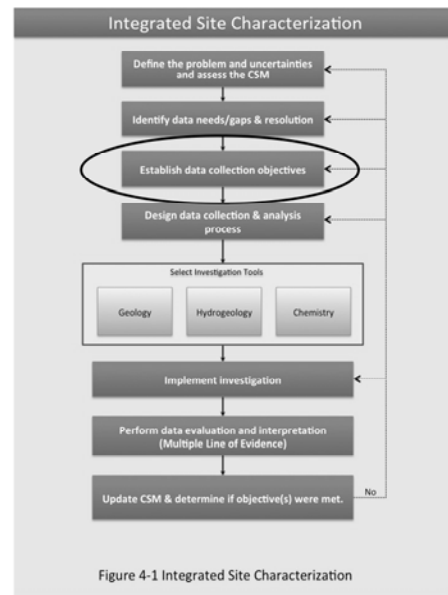 Integrated Site Characterization
Define the problem and uncertainties
and assess the CSM
Identify data needs/gaps & resolution
Establish data collection objectives
Design data collection & analysis
process
Select Investigation Tools
Geology
Hydrogeology
Chemistry
Implement investigation
Perform data evaluation and interpretation
(Multiple Line of Evidence)
Update CSM & determine if objective(s) were met.
No
Figure 4-1 Integrated Site Characterization